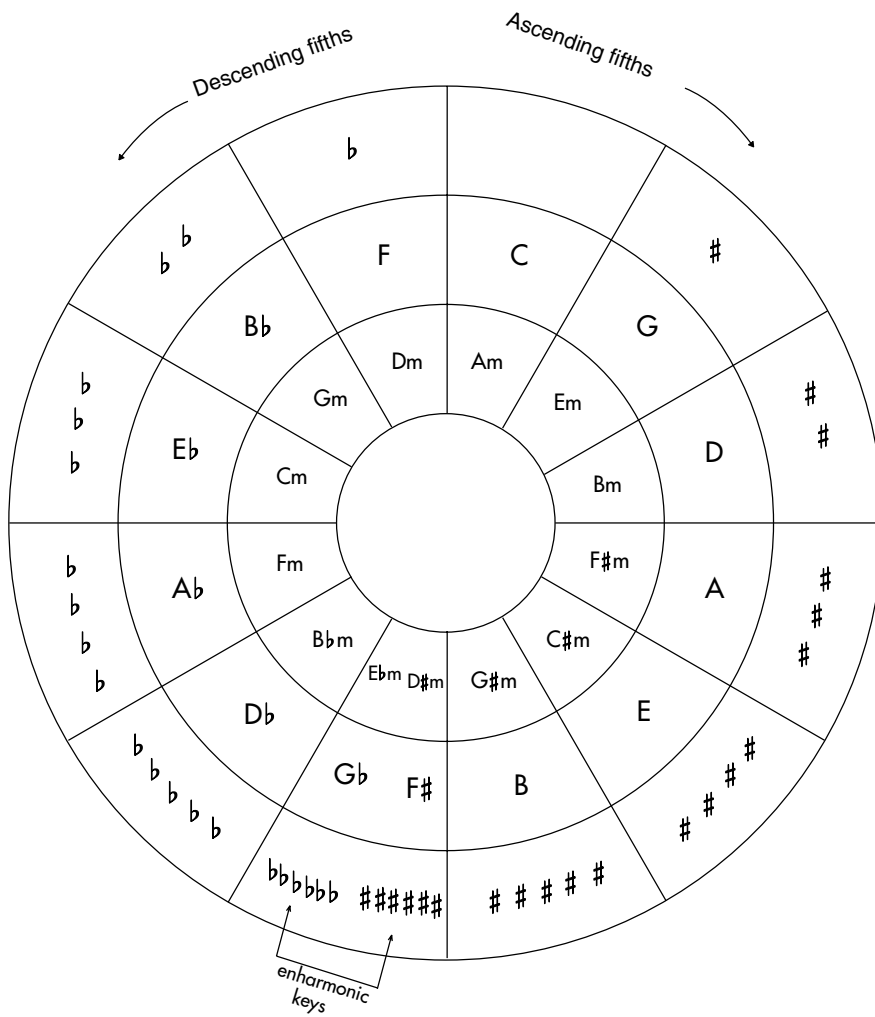 Descending fifths
Ascending fifths
♭
♯
♭
♭
F
C
B♭
G
Dm
Am
Gm
Em
♭
♭
♭
♯
♯
E♭
D
Cm
Bm
Fm
F♯m
A♭
A
♭
♭
♭
♭
♯
♯
♯
B♭m
C♯m
E♭m D♯m
G♯m
D♭
E
♭
♭
♭
♭
♭
♯
♯
♯
♯
G♭ F♯
B
♭♭♭♭♭♭ ♯♯♯♯♯♯
♯ ♯ ♯ ♯ ♯
enharmonic
keys